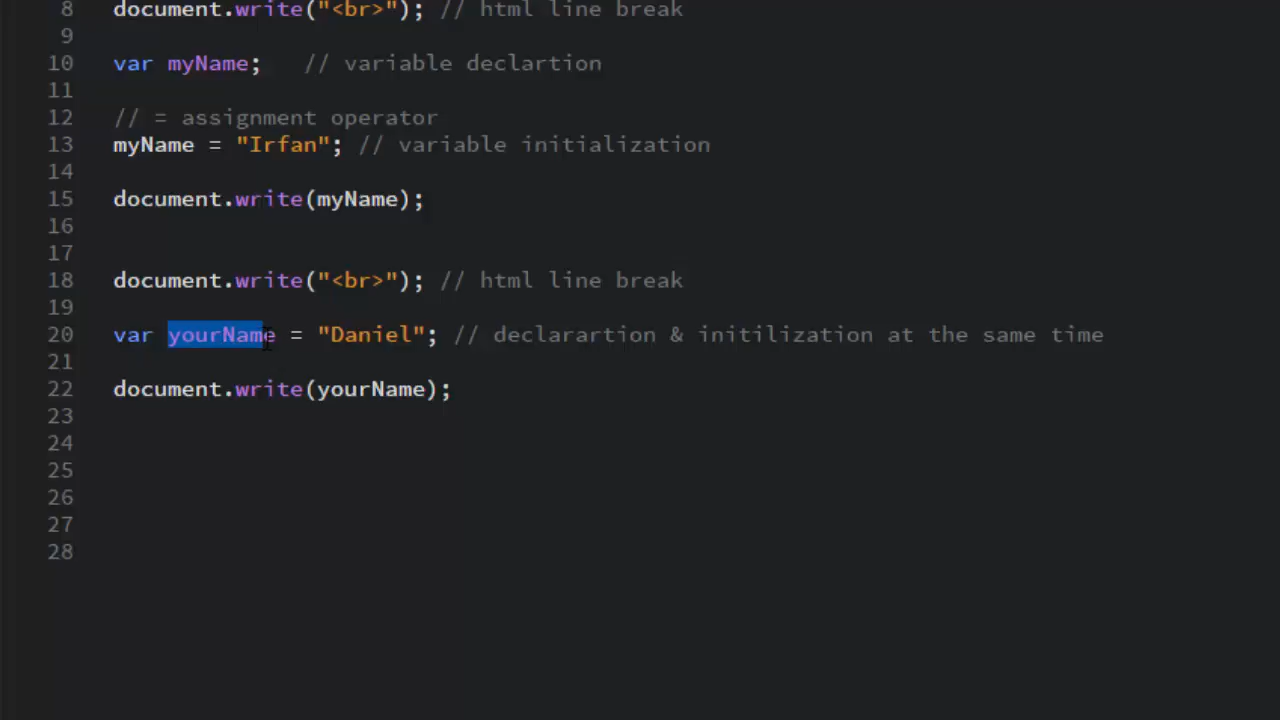 8 document.write("<br>"); // html line break
9
10 var myName; // variable declartion
11
12 // = assignment operator
13 myName = "Irfan"; // variable initialization
14
15 document.write(myName);
16
17
18 document.write("<br>"); // html line break
19
20 var yourName = "Daniel"; // declarartion & initilization at the same time
21
22 document.write(yourName);
23
24
25
26
27
28